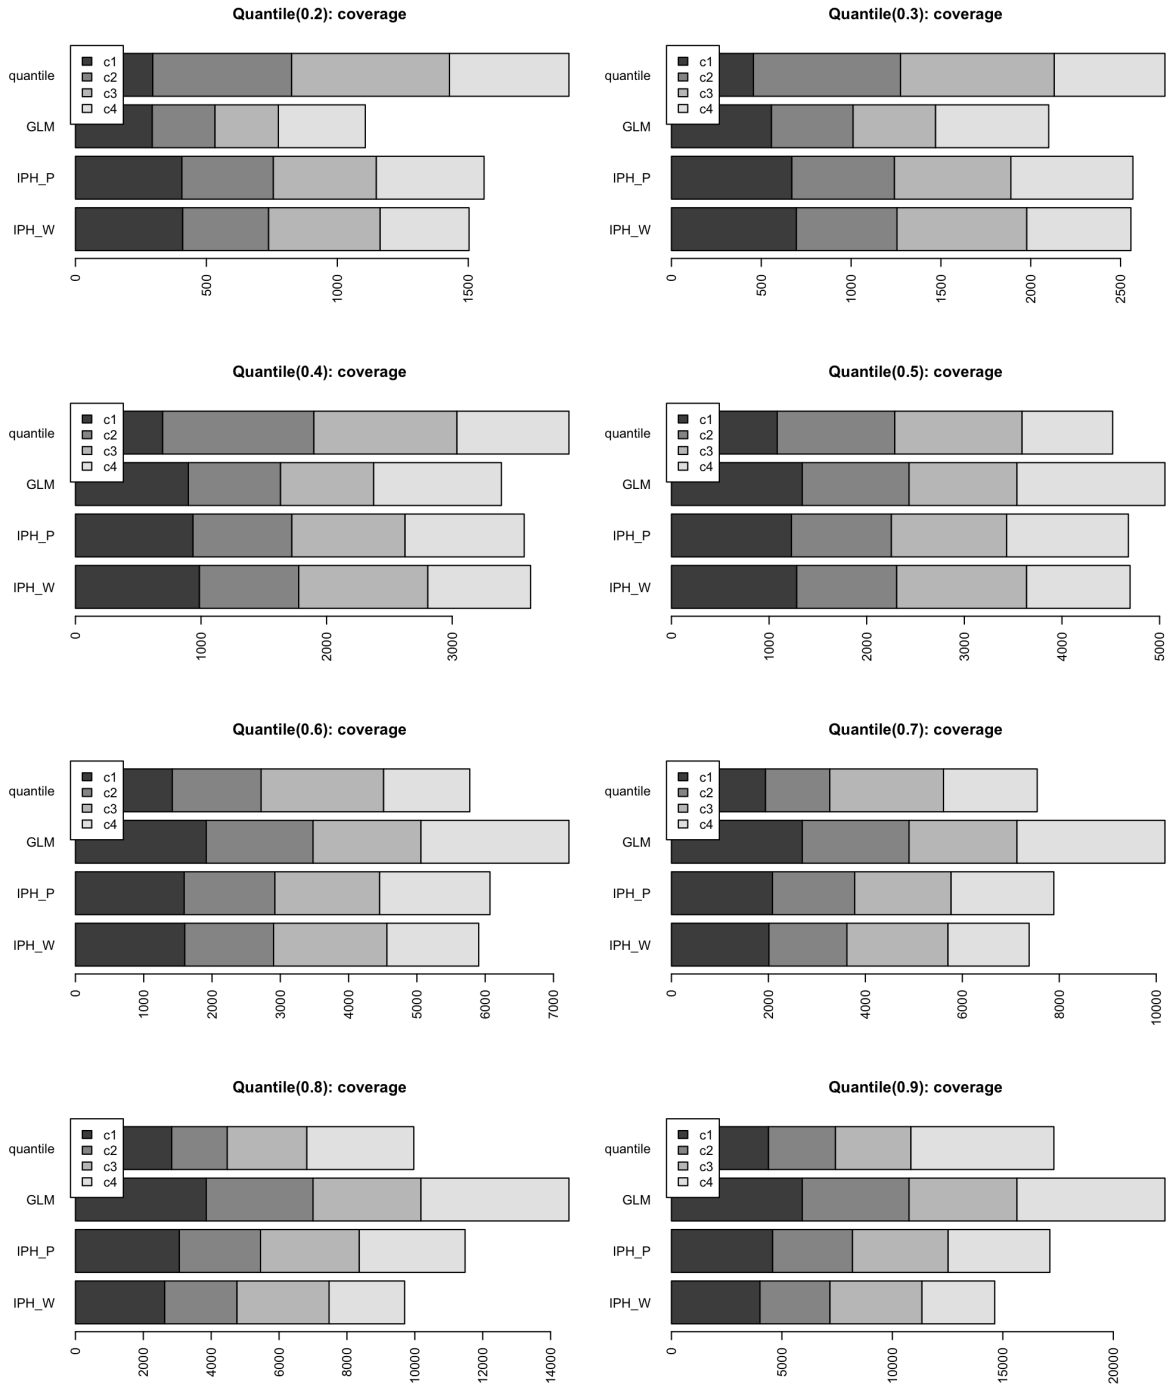 Quantile(0.2): coverage
c1
c2
c3
c4
quantile
GLM
IPH_P
IPH_W
0
500
1000
1500
Quantile(0.3): coverage
c1
c2
c3
c4
quantile
GLM
IPH_P
IPH_W
0
500
1000
1500
2000
2500
Quantile(0.4): coverage
c1
c2
c3
c4
quantile
GLM
IPH_P
IPH_W
0
1000
2000
3000
Quantile(0.5): coverage
c1
c2
c3
c4
quantile
GLM
IPH_P
IPH_W
0
1000
2000
3000
4000
5000
Quantile(0.6): coverage
c1
c2
c3
c4
quantile
GLM
IPH_P
IPH_W
0
1000
2000
3000
4000
5000
6000
7000
Quantile(0.7): coverage
c1
c2
c3
c4
quantile
GLM
IPH_P
IPH_W
0
2000
4000
6000
8000
10000
Quantile(0.8): coverage
c1
c2
c3
c4
quantile
GLM
IPH_P
IPH_W
0
2000
4000
6000
8000
10000
12000
14000
Quantile(0.9): coverage
c1
c2
c3
c4
quantile
GLM
IPH_P
IPH_W
0
5000
10000
15000
20000